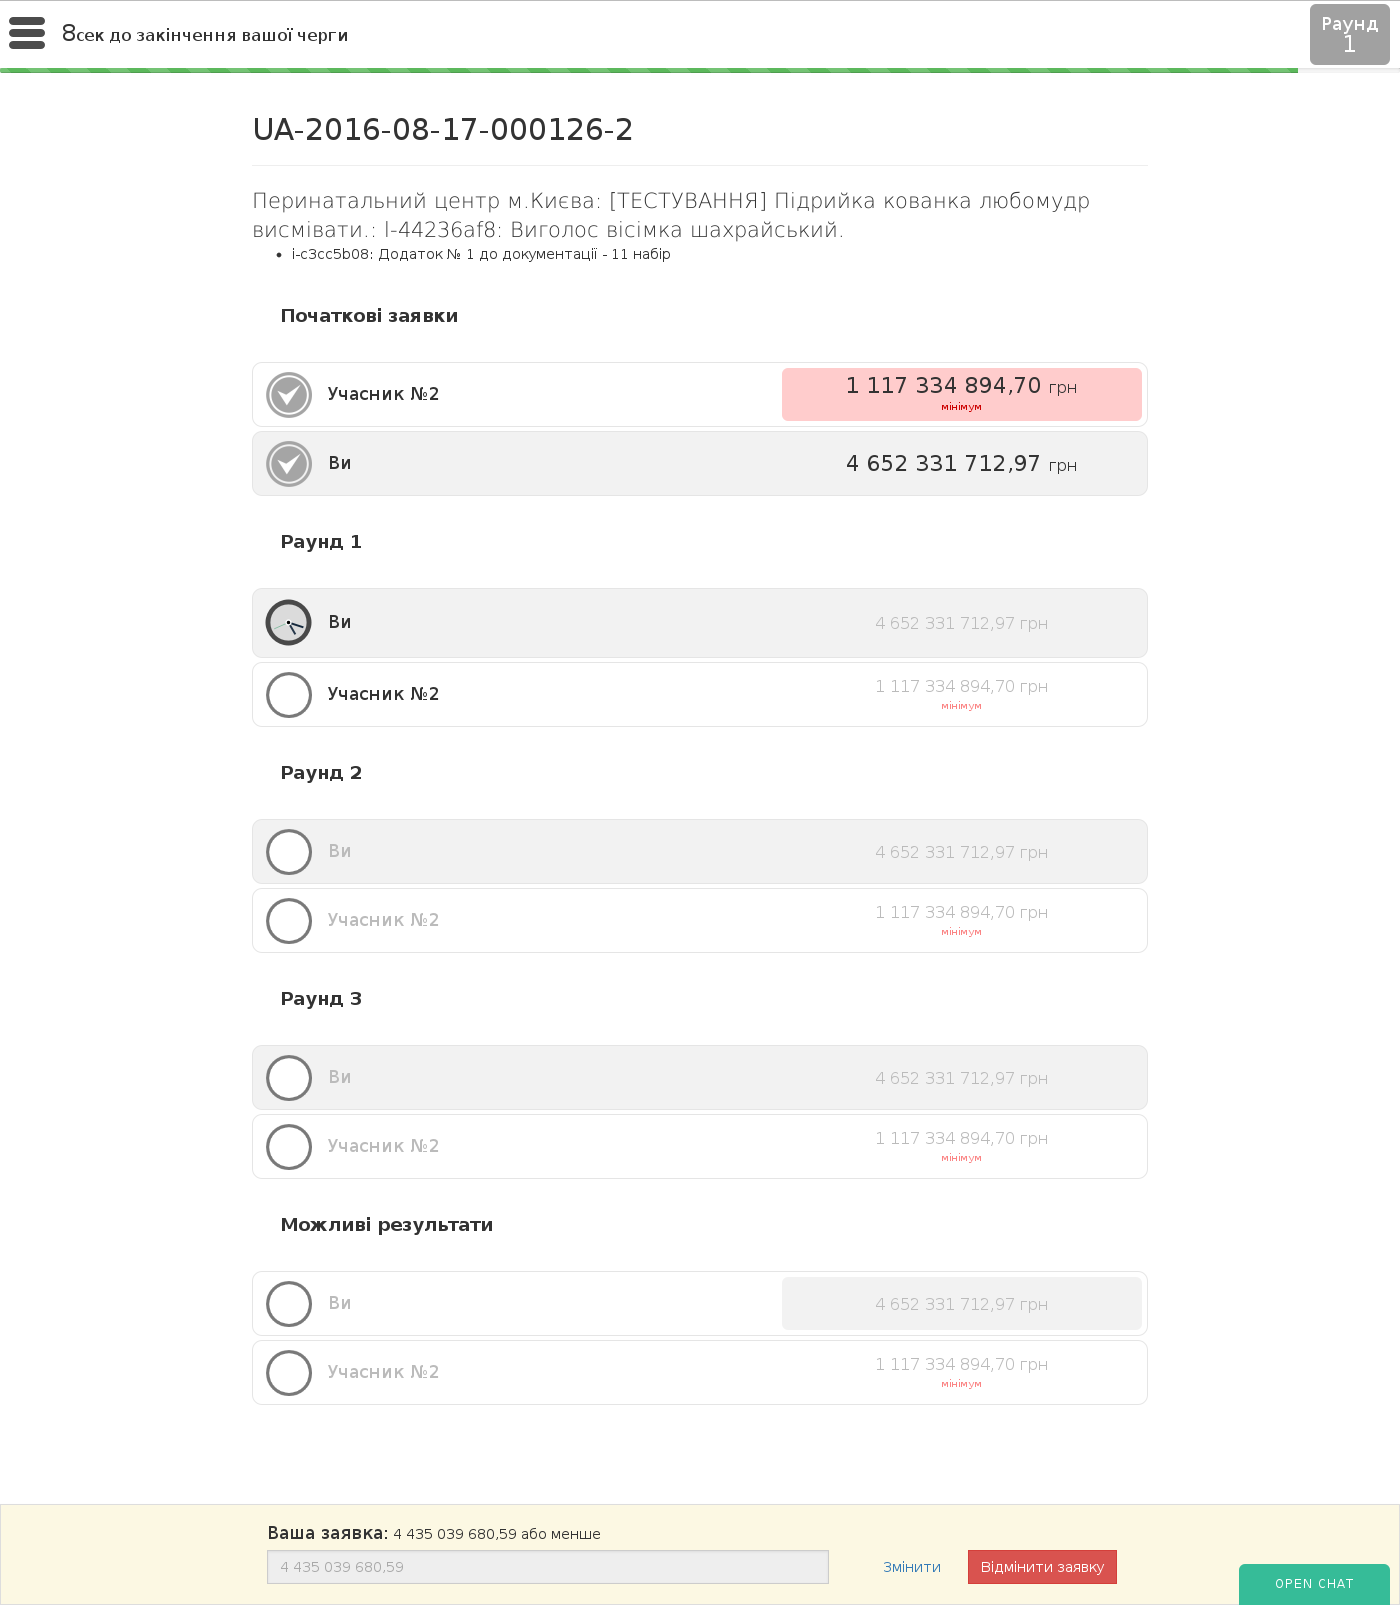 8сек до закінчення вашої черги
Раунд
1
UA-2016-08-17-000126-2
Перинатальний центр м.Києва: [ТЕСТУВАННЯ] Підрийка кованка любомудр
висмівати.: l-44236af8: Виголос вісімка шахрайський.
i-c3cc5b08: Додаток № 1 до документації - 11 набір
Початкові заявки
Учасник №2
1 117 334 894,70 грн
мінімум
Ви
4 652 331 712,97 грн
Раунд 1
Ви
4 652 331 712,97 грн
Учасник №2
1 117 334 894,70 грн
мінімум
Раунд 2
Ви
4 652 331 712,97 грн
Учасник №2
1 117 334 894,70 грн
мінімум
Раунд 3
Ви
4 652 331 712,97 грн
Учасник №2
1 117 334 894,70 грн
мінімум
Можливі результати
Ви
4 652 331 712,97 грн
Учасник №2
1 117 334 894,70 грн
мінімум
Ваша заявка: 4 435 039 680,59 або менше
4 435 039 680,59
Змінити
Відмінити заявку
OPEN CHAT